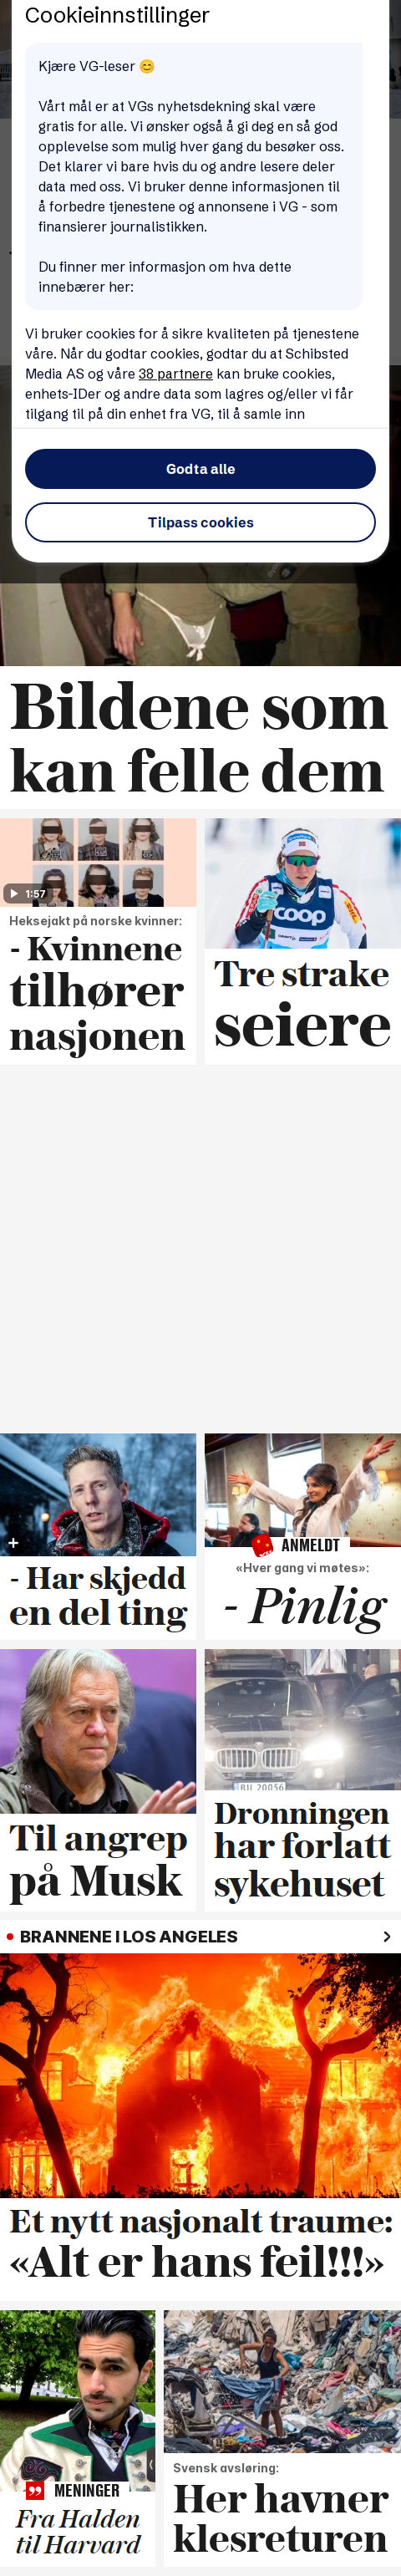 Cookieinnstillinger
Kjære VG-leser 😊
Vårt mål er at VGs nyhetsdekning skal være
gratis for alle. Vi ønsker også å gi deg en så god
opplevelse som mulig hver gang du besøker oss.
Det klarer vi bare hvis du og andre lesere deler
data med oss. Vi bruker denne informasjonen til
å forbedre tjenestene og annonsene i VG - som
finansierer journalistikken.
Du finner mer informasjon om hva dette
innebærer her:
Vi bruker cookies for å sikre kvaliteten på tjenestene
våre. Når du godtar cookies, godtar du at Schibsted
Media AS og våre 38 partnere kan bruke cookies,
enhets-IDer og andre data som lagres og/eller vi får
tilgang til på din enhet fra VG, til å samle inn
Godta alle
Tilpass cookies
Bildene som
kan felle dem
1:57
Heksejakt på norske kvinner:
- Kvinnene
tilhører
nasjonen
coop
Tre strake
seiere
- Har skjedd
en del ting
ANMELDT
«Hver gang vi møtes»:
- Pinlig
Til angrep
på Musk
BU 20056
Dronningen
har forlatt
sykehuset
BRANNENE I LOS ANGELES
Et nytt nasjonalt traume:
«Alt er hans feil!!!»
MENINGER
Fra Halden
til Harvard
Svensk avsløring:
Her havner
klesreturen